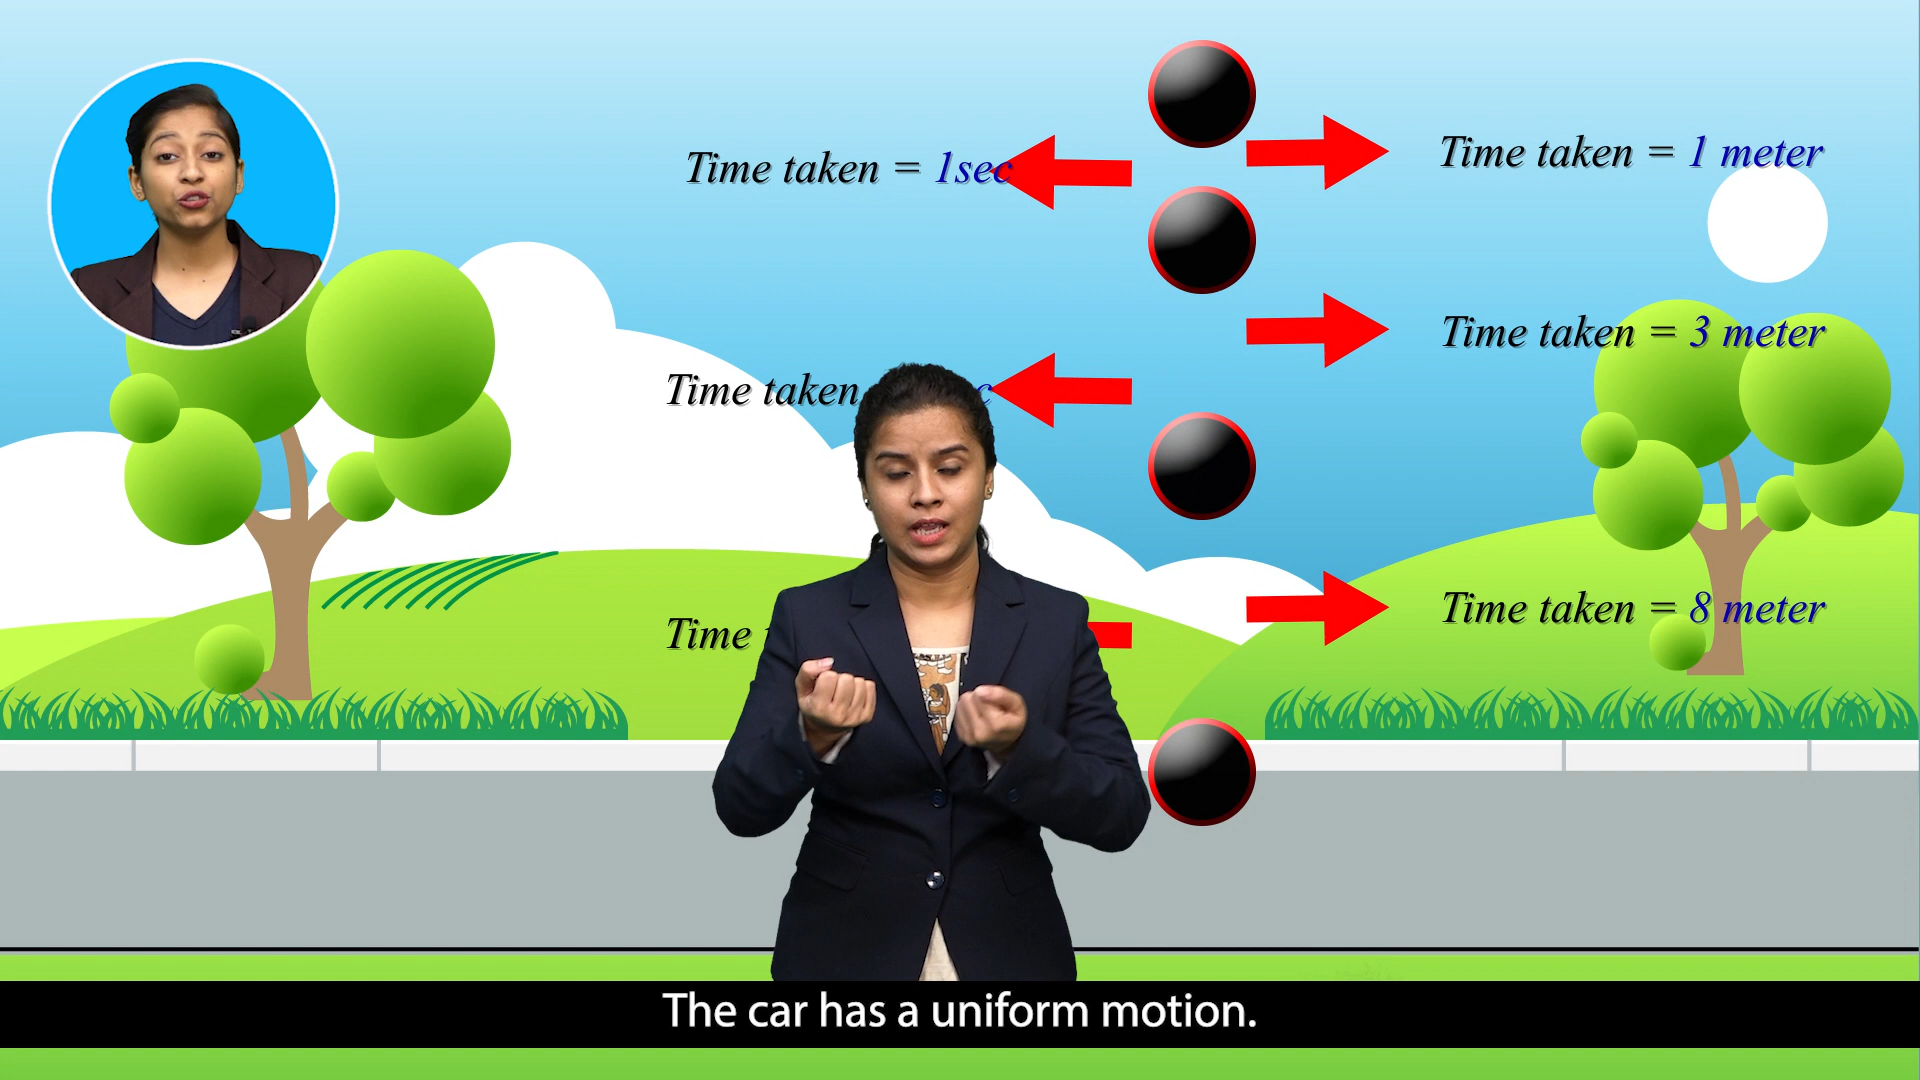 Time taken = 1sec
Time taken = 1 meter
Time taken = 3 meter
Time taken
Time taken = 8 meter
Time
The car has a uniform motion.